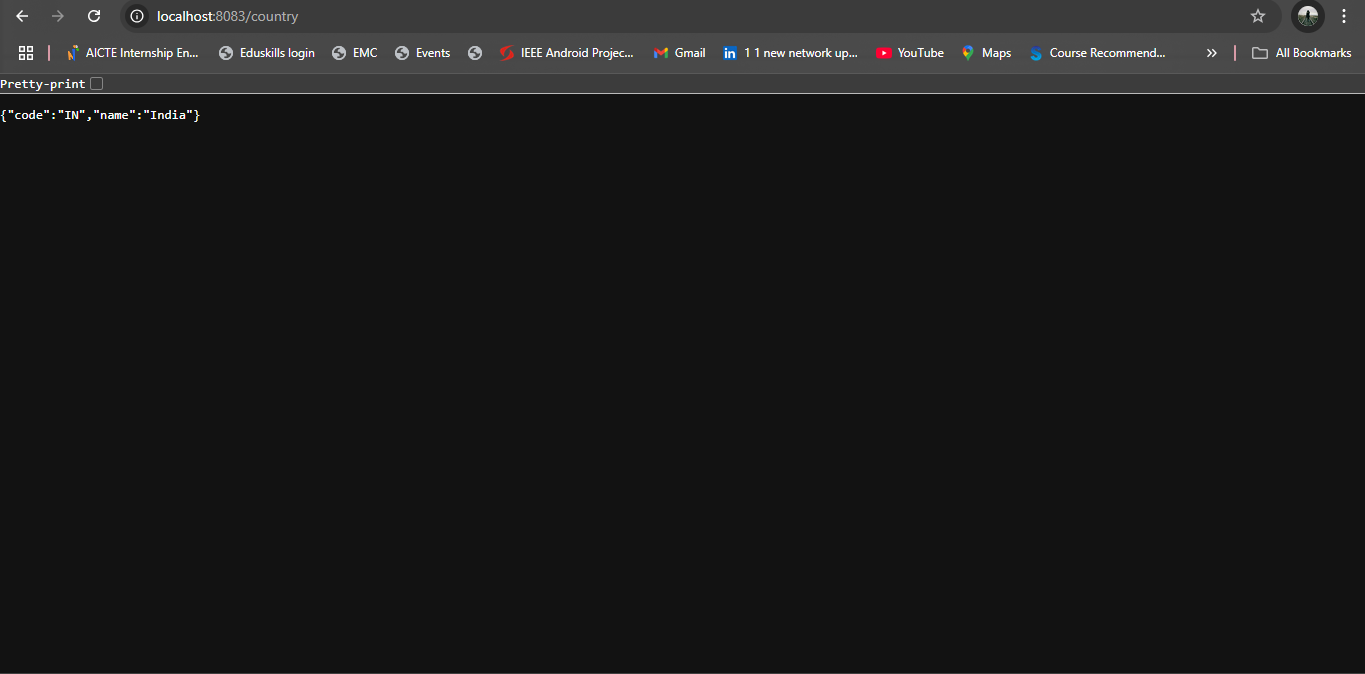 localhost:8083/country
AICTE Internship En... Eduskills login EMC Events IEEE Android Projec... Gmail 1 1 new network up... YouTube Maps Course Recommend... » All Bookmarks
Pretty-print
{"code":"IN","name":"India"}